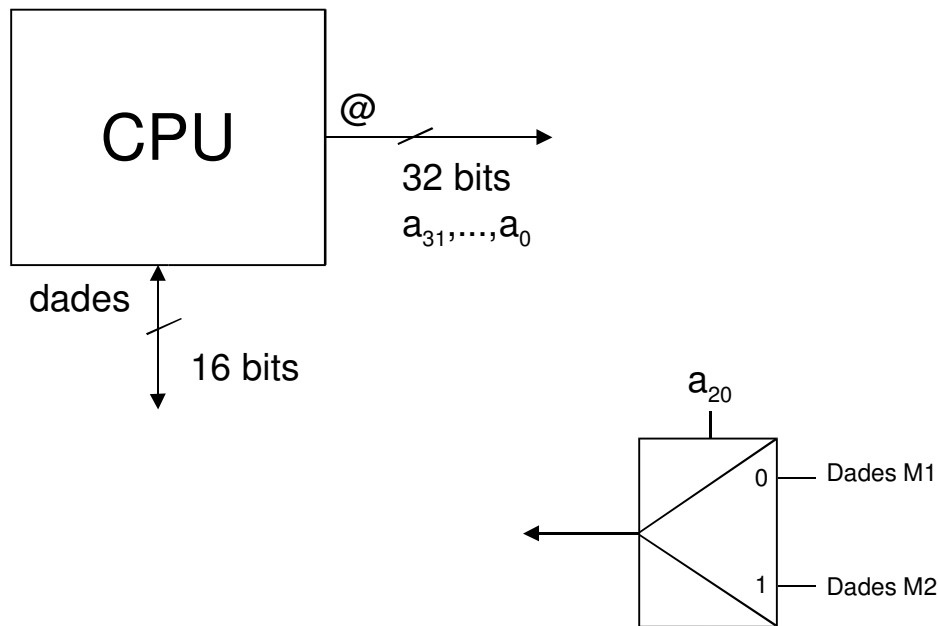 CPU
@
32 bits
a₃₁,...,a₀
dades
16 bits
a₂₀
0 Dades M1
1 Dades M2